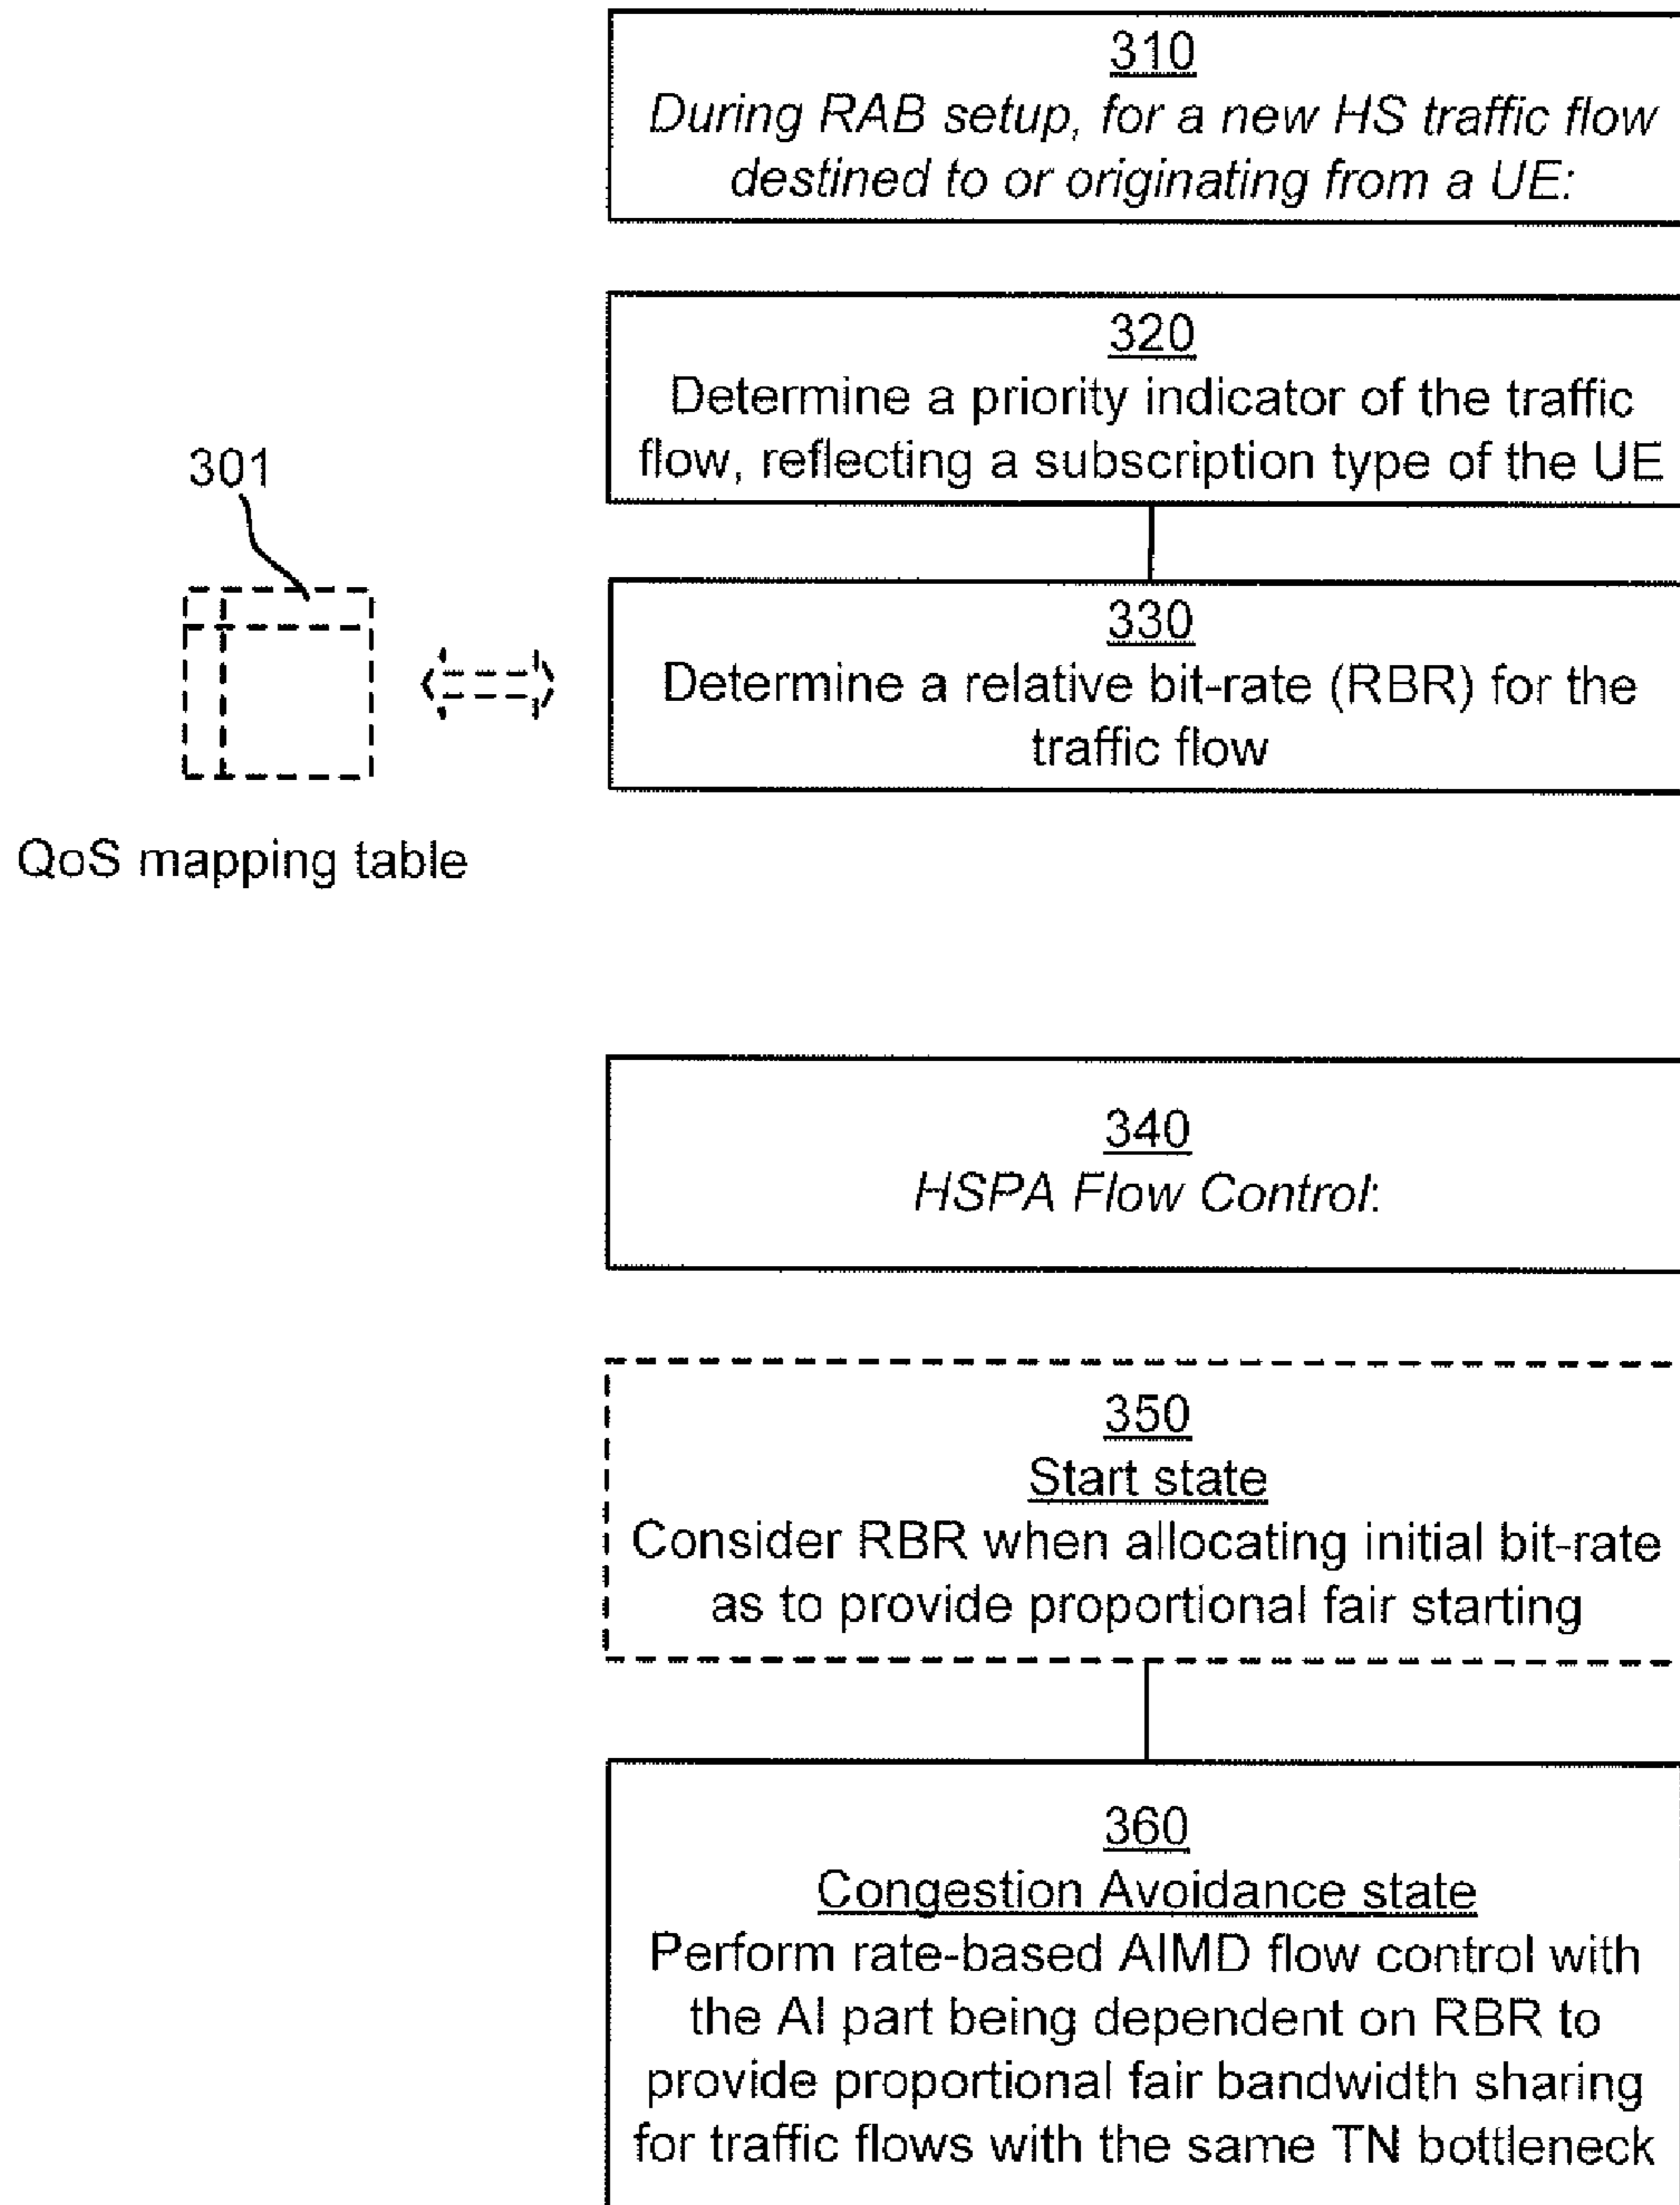 310
During RAB setup, for a new HS traffic flow
destined to or originating from a UE:
320
Determine a priority indicator of the traffic
flow, reflecting a subscription type of the UE
301
330
Determine a relative bit-rate (RBR) for the
traffic flow
QoS mapping table
340
HSPA Flow Control:
350
Start state
Consider RBR when allocating initial bit-rate
as to provide proportional fair starting
360
Congestion Avoidance state
Perform rate-based AIMD flow control with
the AI part being dependent on RBR to
provide proportional fair bandwidth sharing
for traffic flows with the same TN bottleneck